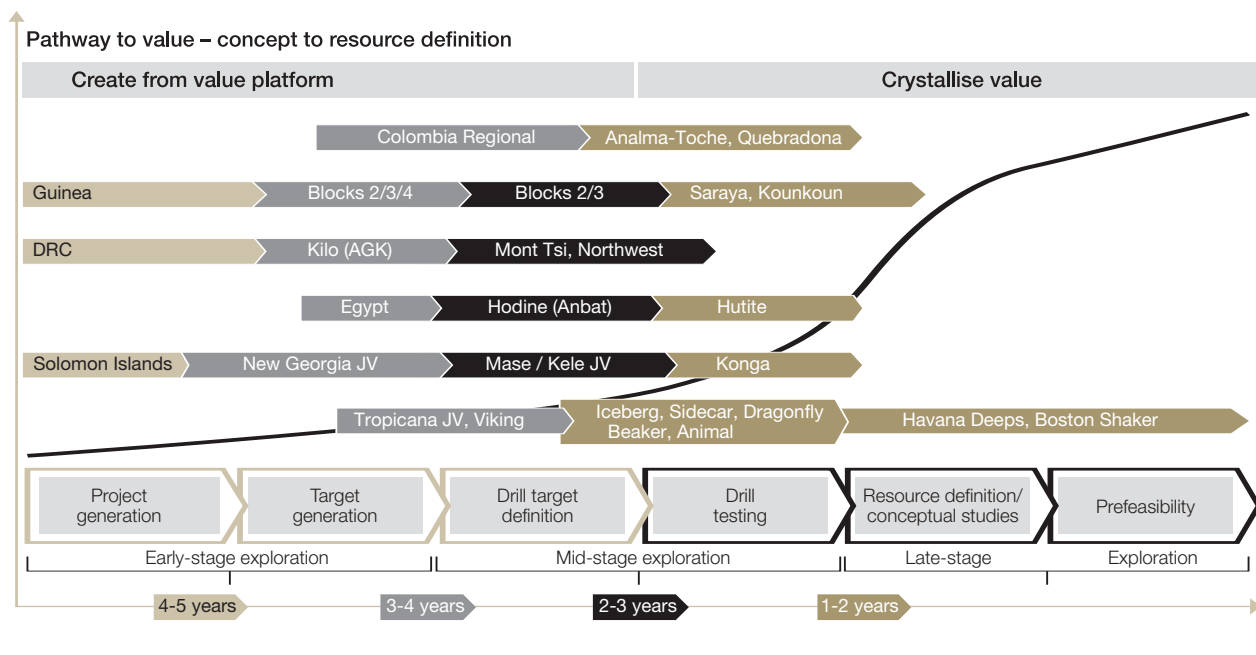 Pathway to value – concept to resource definition
Create from value platform
Crystallise value
Colombia Regional
Analma-Toche, Quebradona
Guinea
Blocks 2/3/4
Blocks 2/3
Saraya, Kounkoun
DRC
Kilo (AGK)
Mont Tsi, Northwest
Egypt
Hodine (Anbat)
Hutite
Solomon Islands
New Georgia JV
Mase / Kele JV
Konga
Tropicana JV, Viking
Iceberg, Sidecar, Dragonfly
Beaker, Animal
Havana Deeps, Boston Shaker
Project
generation
Target
generation
Drill target
definition
Drill
testing
Resource definition/
conceptual studies
Prefeasibility
Early-stage exploration
Mid-stage exploration
Late-stage
Exploration
4-5 years
3-4 years
2-3 years
1-2 years